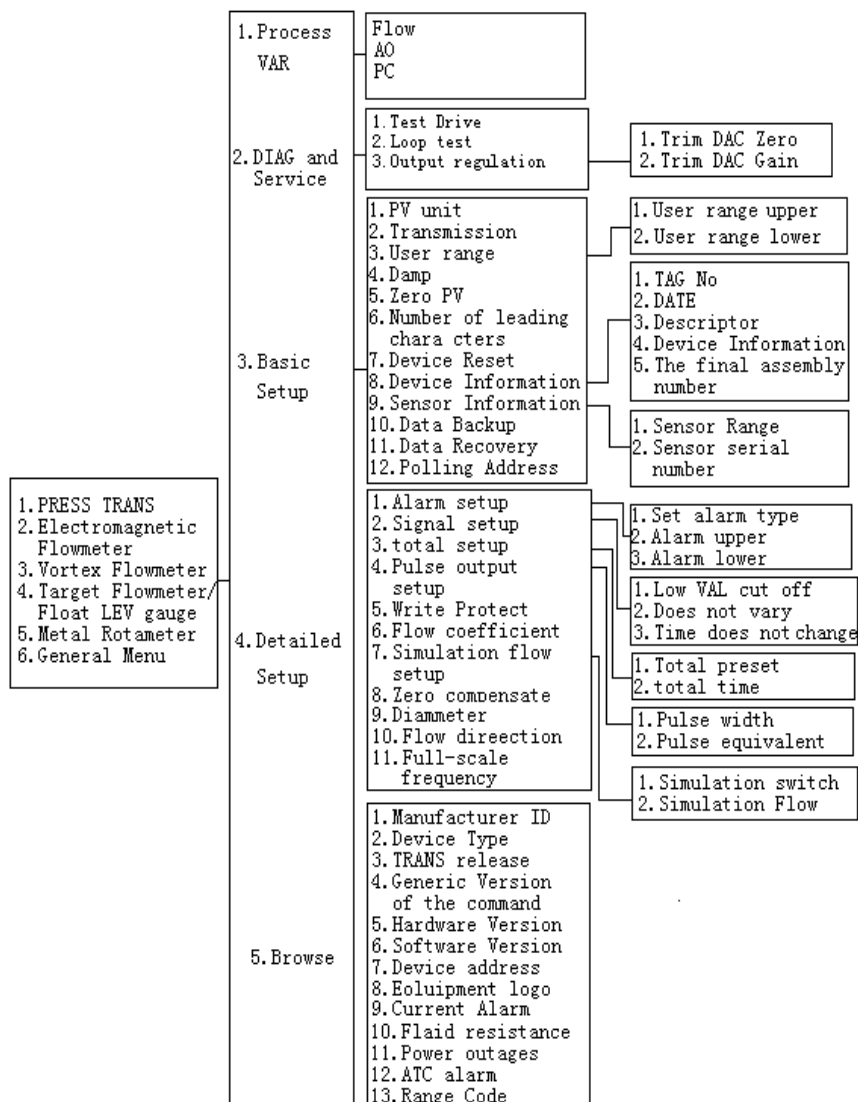 1.PRESS TRANS
2.Electromagnetic
Flowmeter
3.Vortex Flowmeter
4.Target Flowmeter/
Float LEV gauge
5.Metal Rotameter
6.General Menu
1.Process
VAR
Flow
AO
PC
2.DIAG and
Service
1.Test Drive
2.Loop test
3.Output regulation
1.Trim DAC Zero
2.Trim DAC Gain
3.Basic
Setup
1.PV unit
2.Transmission
3.User range
4.Damp
5.Zero PV
6.Number of leading
chara cters
7.Device Reset
8.Device Information
9.Sensor Information
10.Data Backup
11.Data Recovery
12.Polling Address
1.User range upper
2.User range lower
1.TAG No
2.DATE
3.Descriptor
4.Device Information
5.The final assembly
number
1.Sensor Range
2.Sensor serial
number
4.Detailed
Setup
1.Alarm setup
2.Signal setup
3.total setup
4.Pulse output
setup
5.Write Protect
6.Flow coefficient
7.Simulation flow
setup
8.Zero compensate
9.Diammeter
10.Flow direection
11.Full-scale
frequency
1.Set alarm type
2.Alarm upper
3.Alarm lower
1.Low VAL cut off
2.Does not vary
3.Time does not change
1.Total preset
2.total time
1.Pulse width
2.Pulse equivalent
1.Simulation switch
2.Simulation Flow
5.Browse
1.Manufacturer ID
2.Device Type
3.TRANS release
4.Generic Version
of the command
5.Hardware Version
6.Software Version
7.Device address
8.Eoluipment logo
9.Current Alarm
10.Flaid resistance
11.Power outages
12.ATC alarm
13.Range Code